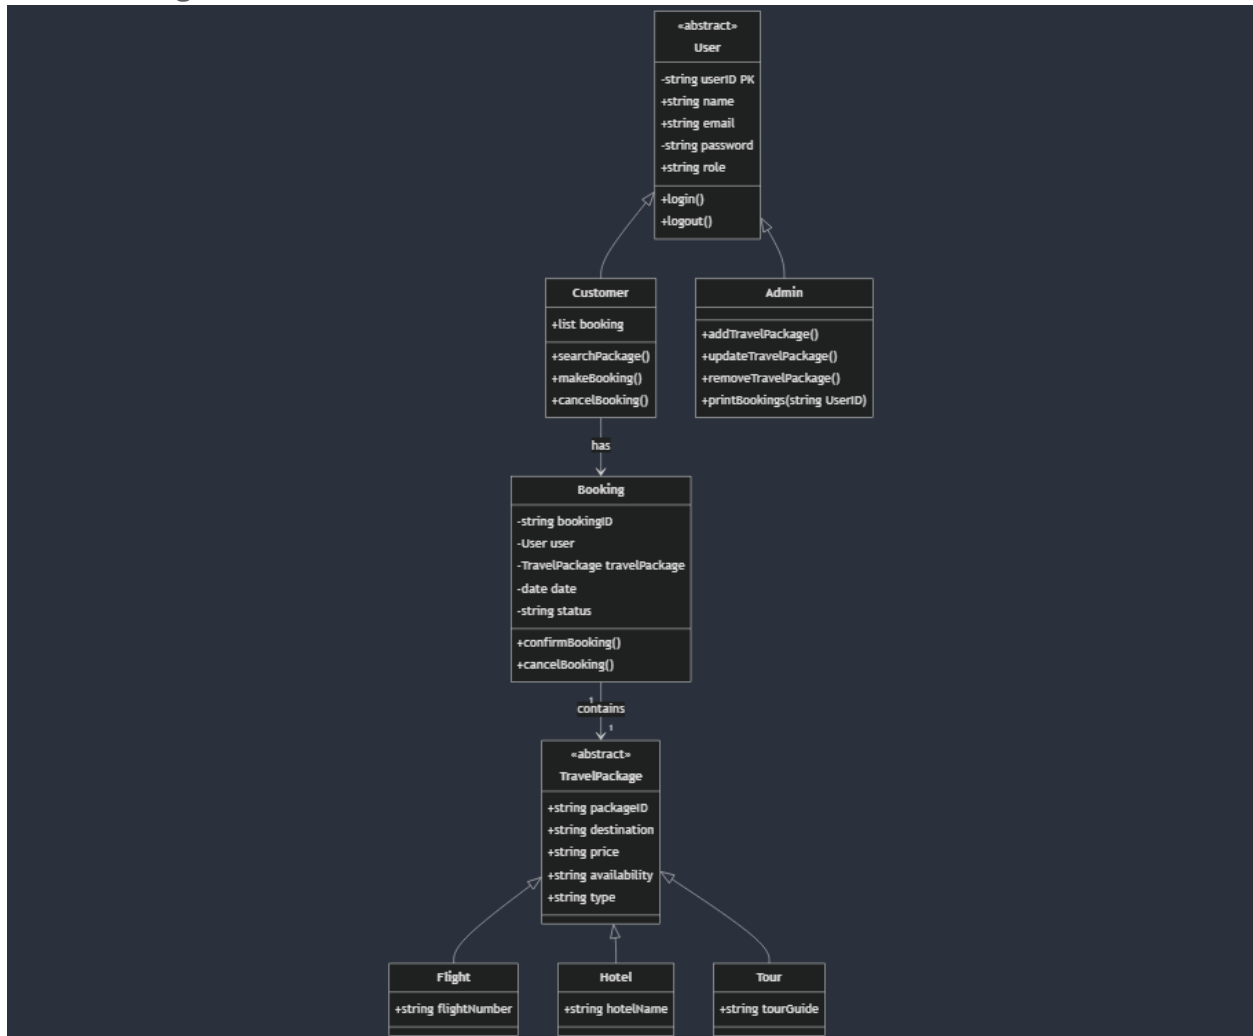 «abstract»
User
-string userID PK
+string name
+string email
-string password
+string role
+login()
+logout()
Customer
+list booking
+searchPackage()
+makeBooking()
+cancelBooking()
Admin
+addTravelPackage()
+updateTravelPackage()
+removeTravelPackage()
+printBookings(string UserID)
has
Booking
-string bookingID
-User user
-TravelPackage travelPackage
-date date
-string status
+confirmBooking()
+cancelBooking()
1
contains
1
«abstract»
TravelPackage
+string packageID
+string destination
+string price
+string availability
+string type
Flight
+string flightNumber
Hotel
+string hotelName
Tour
+string tourGuide